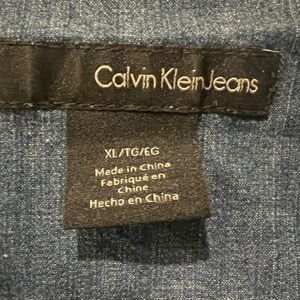 Calvin Klein Jeans
XL/TG/EG
Made in China
Fabriqué en
Chine
Hecho en China